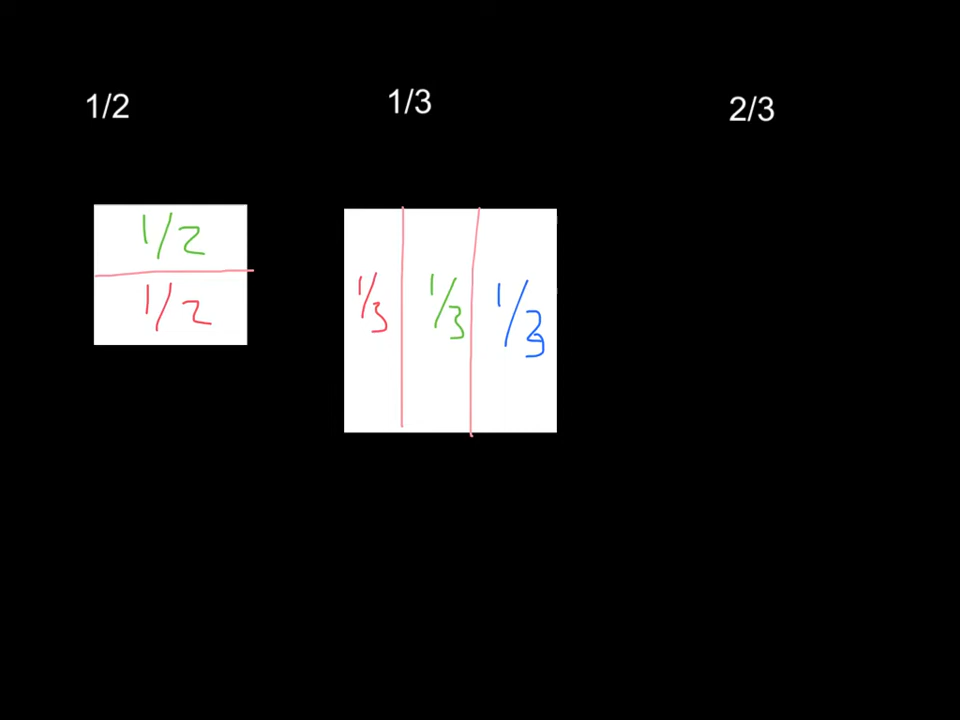 1/2 1/3 2/3
1/2
1/2
1/3 1/3 1/3